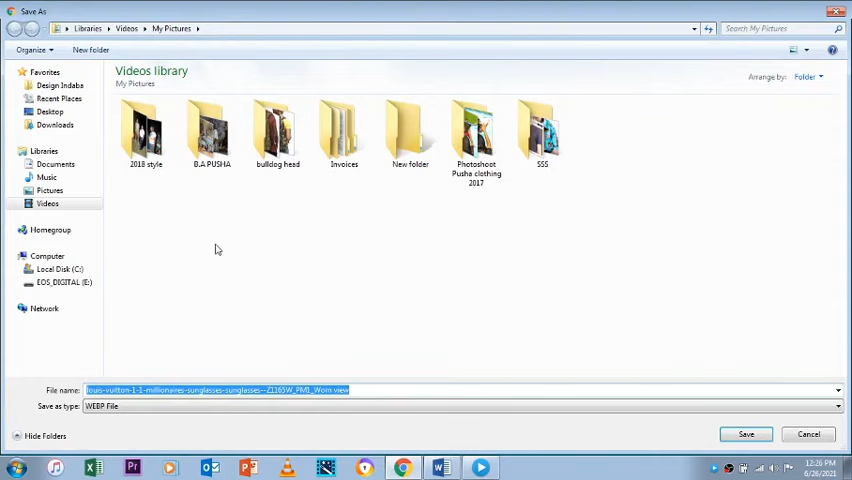 Save As
Libraries Videos My Pictures
Search My Pictures
Organize New folder
Favorites
Design Indaba
Recent Places
Desktop
Downloads
Libraries
Documents
Music
Pictures
Videos
Homegroup
Computer
Local Disk (C:)
EOS_DIGITAL (E:)
Network
Videos library
My Pictures
Arrange by: Folder
2018 style
B.A PUSHA
bulldog head
Invoices
New folder
Photoshoot
Pusha clothing
2017
SSS
File name: louis-vuitton-1-1-millionaires-sunglasses-sunglasses--Z1165W_PM1_Worn view
Save as type: WEBP File
Hide Folders
Save
Cancel
Pr
12:26 PM
6/26/2021